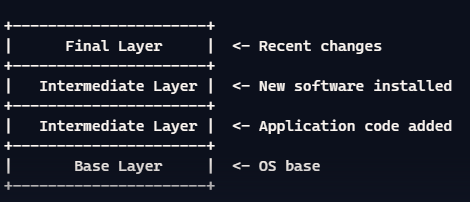 +----------------------+
|      Final Layer     |  <- Recent changes
+----------------------+
|   Intermediate Layer |  <- New software installed
+----------------------+
|   Intermediate Layer |  <- Application code added
+----------------------+
|       Base Layer     |  <- OS base
+----------------------+